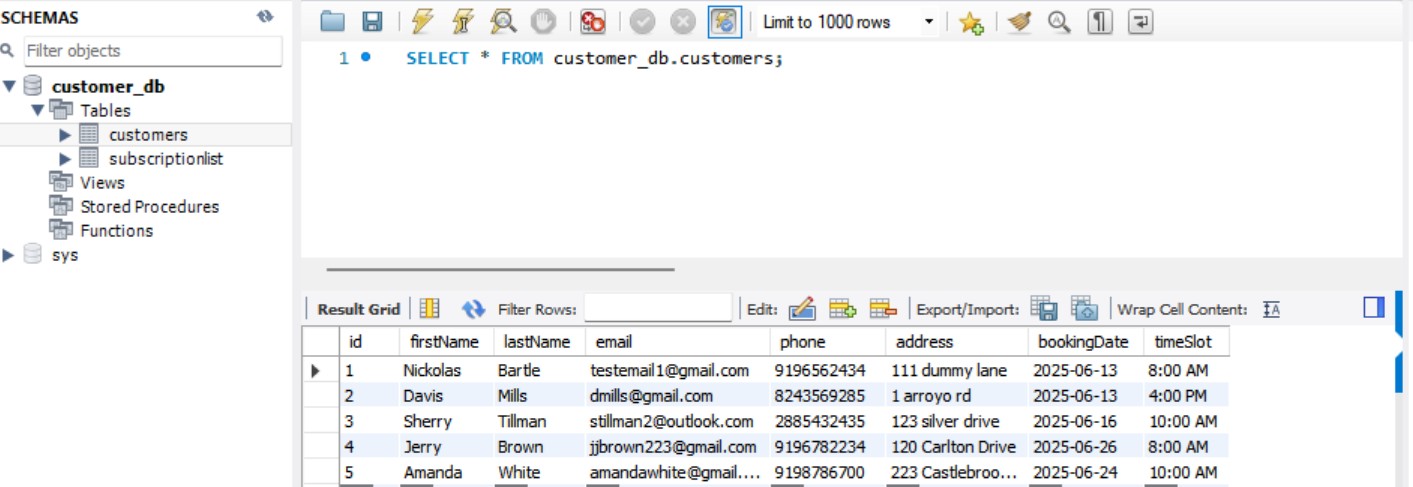 SCHEMAS
Filter objects
customer_db
Tables
customers
subscriptionlist
Views
Stored Procedures
Functions
sys
Limit to 1000 rows
1 SELECT * FROM customer_db.customers;
Result Grid Filter Rows: Edit: Export/Import: Wrap Cell Content:
id firstName lastName email phone address bookingDate timeSlot
1 Nickolas Bartle testemail1@gmail.com 9196562434 111 dummy lane 2025-06-13 8:00 AM
2 Davis Mills dmills@gmail.com 8243569285 1 arroyo rd 2025-06-13 4:00 PM
3 Sherry Tillman stillman2@outlook.com 2885432435 123 silver drive 2025-06-16 10:00 AM
4 Jerry Brown jjbrown223@gmail.com 9196782234 120 Carlton Drive 2025-06-26 8:00 AM
5 Amanda White amandawhite@gmail.... 9198786700 223 Castlebroo... 2025-06-24 10:00 AM